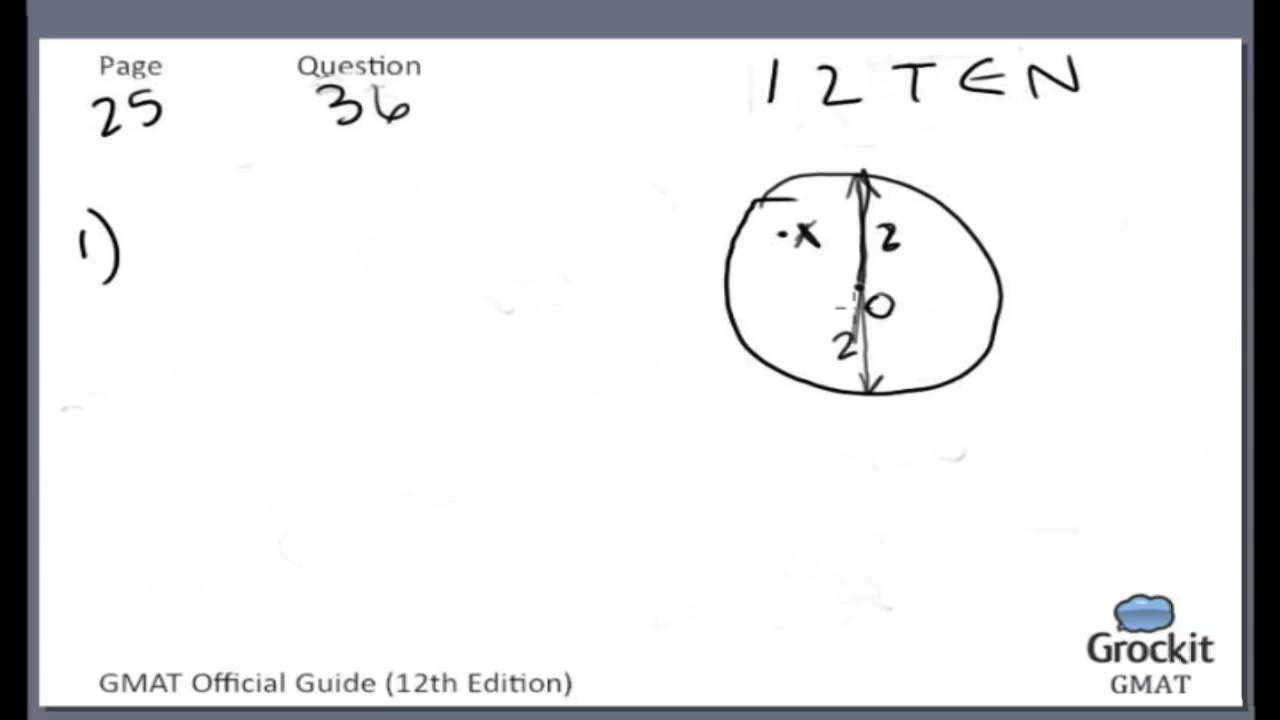 Page Question 12TEN
25 36
1)
.x 2
O
2
Grockit
GMAT
GMAT Official Guide (12th Edition)